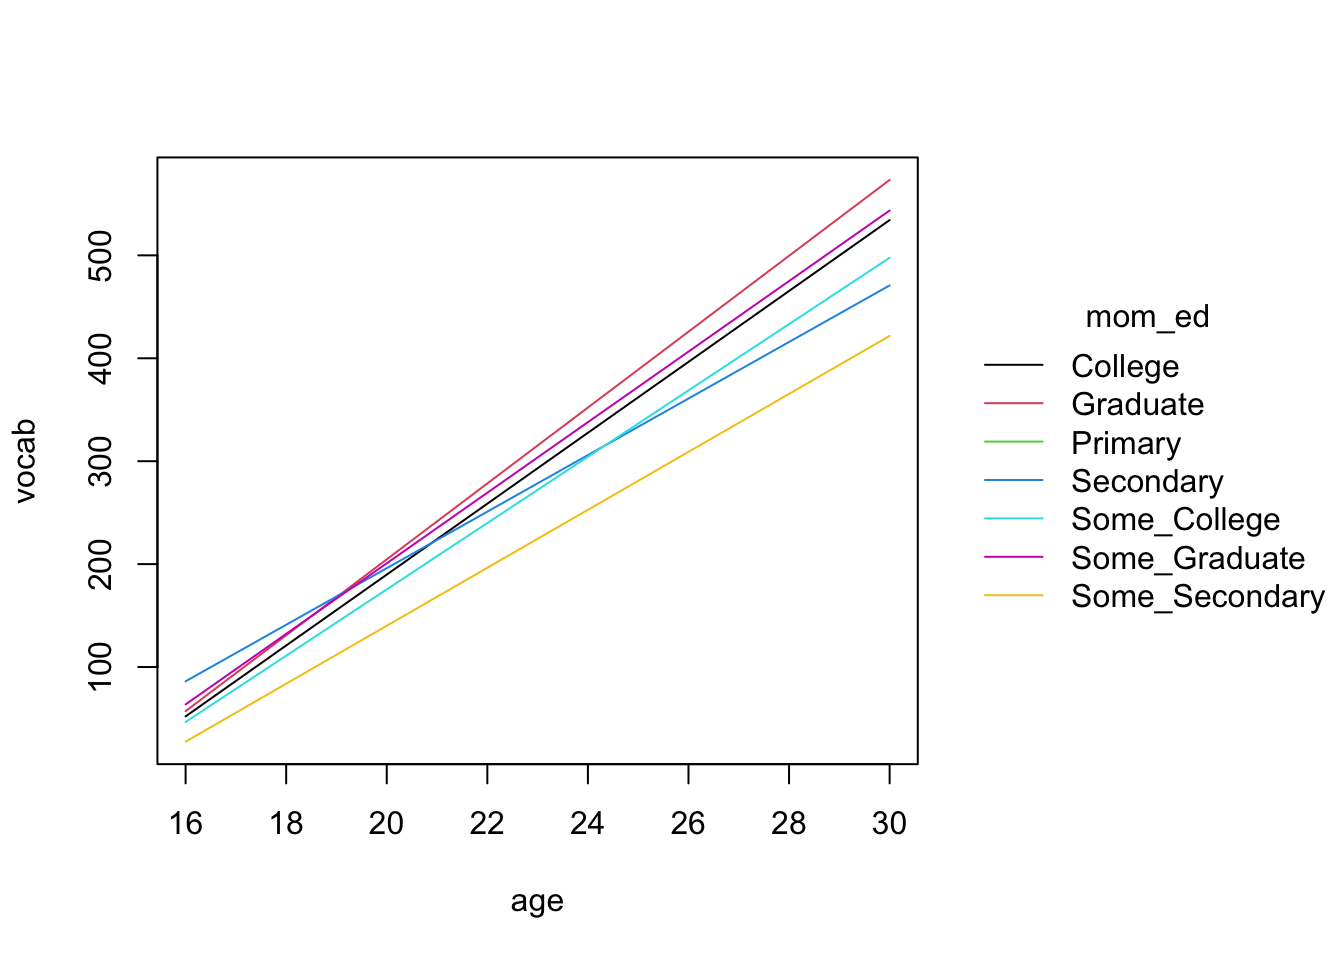 vocab
500
400
300
200
100
16 18 20 22 24 26 28 30
age
mom_ed
College
Graduate
Primary
Secondary
Some_College
Some_Graduate
Some_Secondary